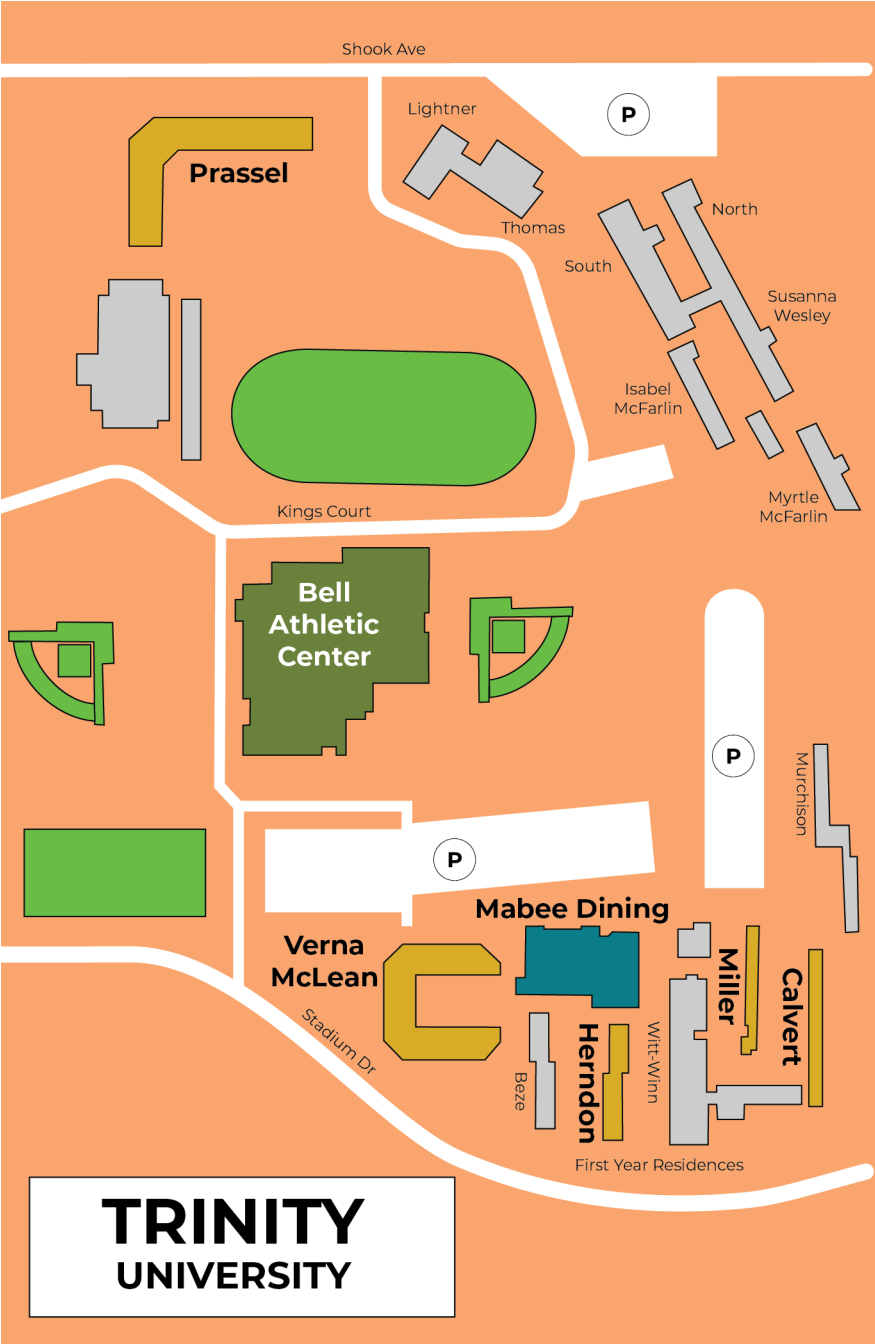 Shook Ave
P
Lightner
Prassel
North
Thomas
South
Susanna
Wesley
Isabel
McFarlin
Myrtle
McFarlin
Kings Court
Bell
Athletic
Center
P
Murchison
P
Mabee Dining
Verna
McLean
Miller
Calvert
Stadium Dr
Herndon
Witt-Winn
Beze
First Year Residences
TRINITY
UNIVERSITY